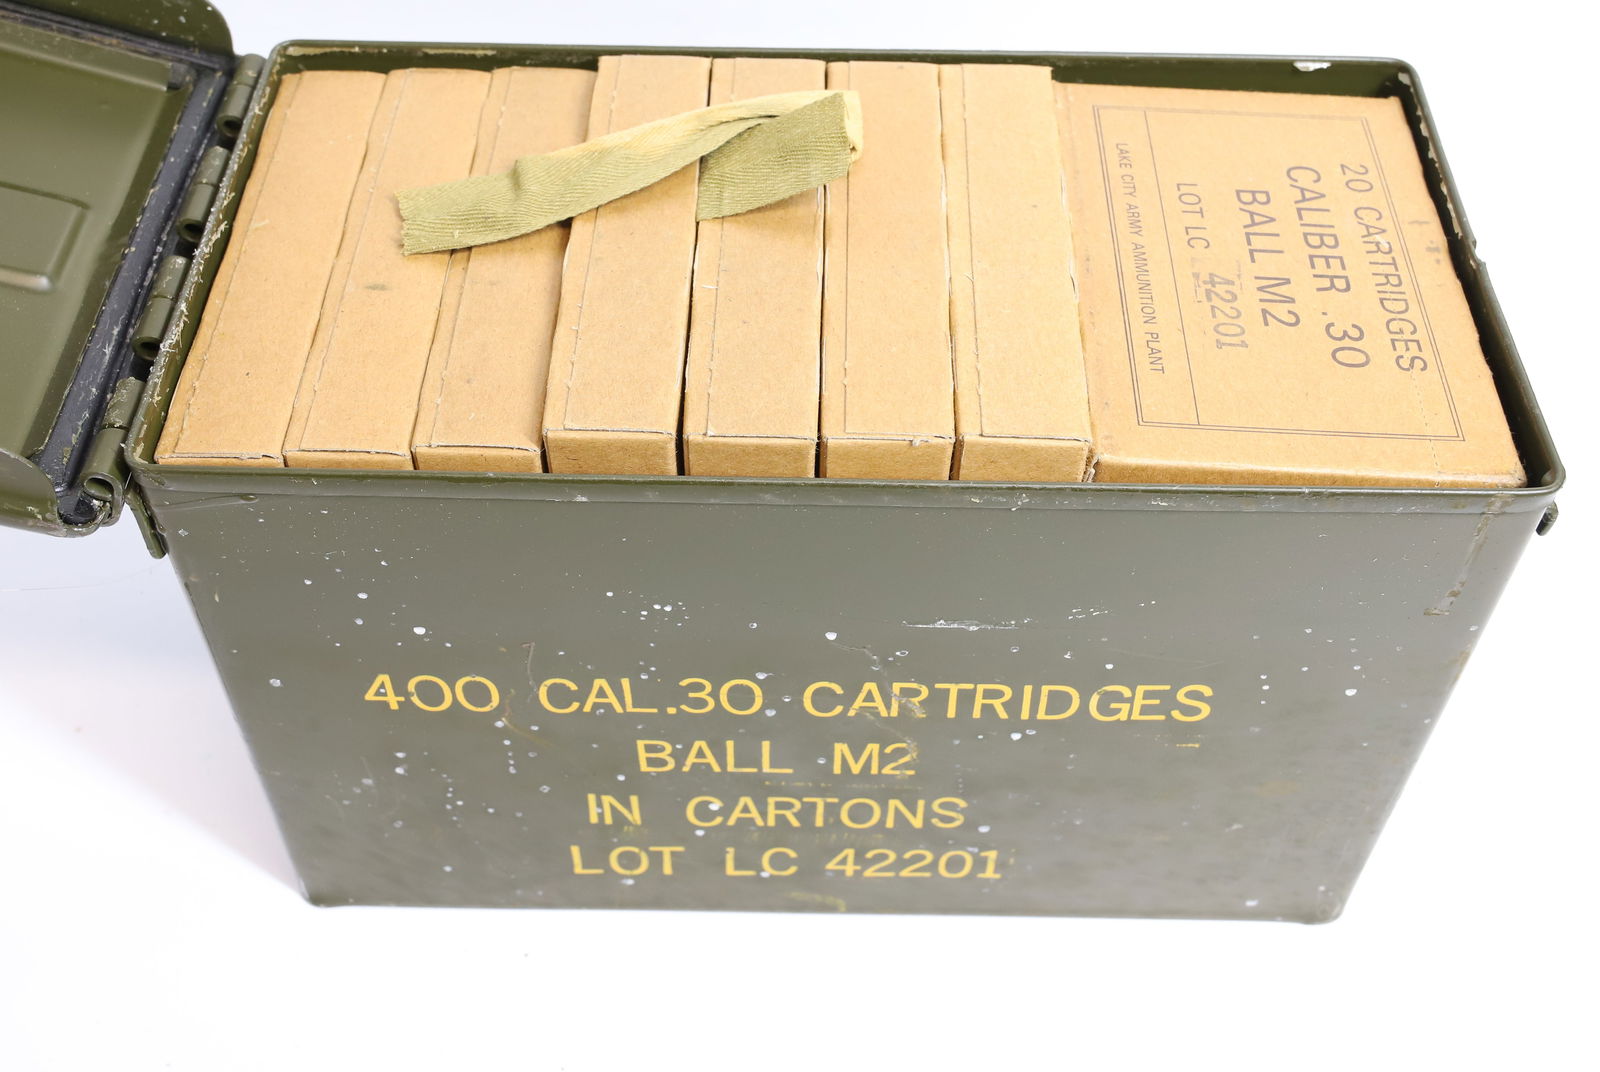 20 CARTRIDGES
CALIBER .30
BALL M2
LOT LC 42201
LAKE CITY ARMY AMMUNITION PLANT
400 CAL.30 CARTRIDGES
BALL M2
IN CARTONS
LOT LC 42201